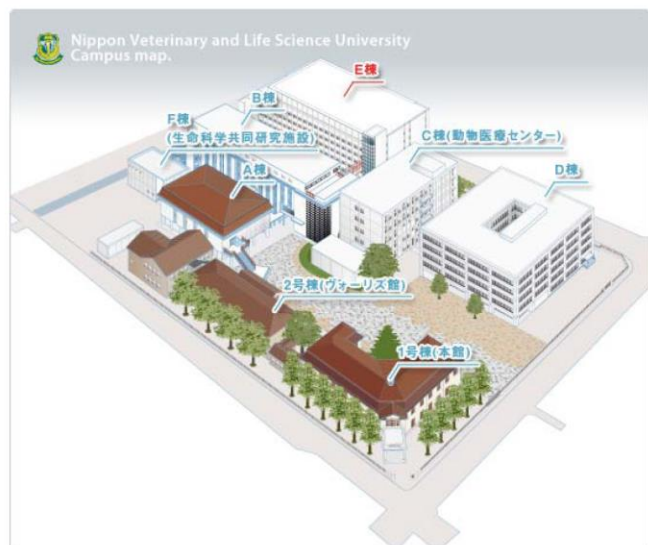 Nippon Veterinary and Life Science University
Campus map.
E棟
B棟
F棟
(生命科学共同研究施設)
C棟(動物医療センター)
A棟
D棟
2号棟(ヴォーリズ館)
1号棟(本館)